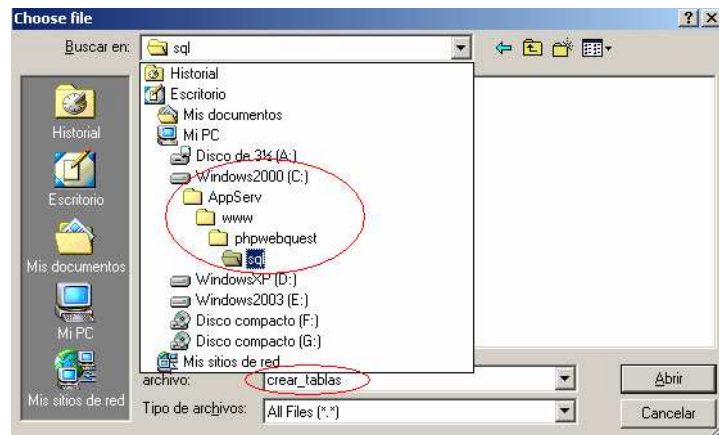 Choose file
Buscar en: sql
Historial
Escritorio
Mis documentos
Mi PC
Disco de 3½ (A:)
Windows2000 (C:)
AppServ
www
phpwebquest
sql
WindowsXP (D:)
Windows2003 (E:)
Disco compacto (F:)
Disco compacto (G:)
Mis sitios de red
Historial
Escritorio
Mis documentos
Mi PC
Mis sitios de red
archivo: crear_tablas
Abrir
Tipo de archivos: All Files (*.*)
Cancelar